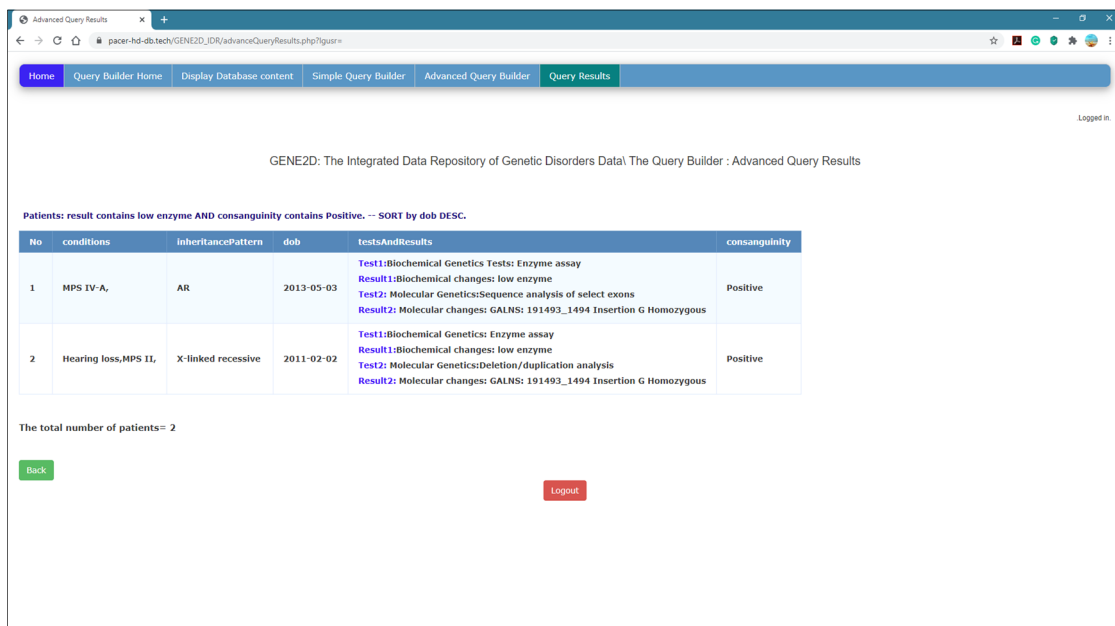 Advanced Query Results
pacer-hd-db.tech/GENE2D_IDR/advanceQueryResults.php?lgusr=
Home Query Builder Home Display Database content Simple Query Builder Advanced Query Builder Query Results
.Logged in.
GENE2D: The Integrated Data Repository of Genetic Disorders Data\ The Query Builder : Advanced Query Results
Patients: result contains low enzyme AND consanguinity contains Positive. -- SORT by dob DESC.
No conditions inheritancePattern dob testsAndResults consanguinity
Test1:Biochemical Genetics Tests: Enzyme assay
Result1:Biochemical changes: low enzyme
1 MPS IV-A, AR 2013-05-03 Positive
Test2: Molecular Genetics:Sequence analysis of select exons
Result2: Molecular changes: GALNS: 191493_1494 Insertion G Homozygous
Test1:Biochemical Genetics: Enzyme assay
Result1:Biochemical changes: low enzyme
2 Hearing loss,MPS II, X-linked recessive 2011-02-02 Positive
Test2: Molecular Genetics:Deletion/duplication analysis
Result2: Molecular changes: GALNS: 191493_1494 Insertion G Homozygous
The total number of patients= 2
Back
Logout